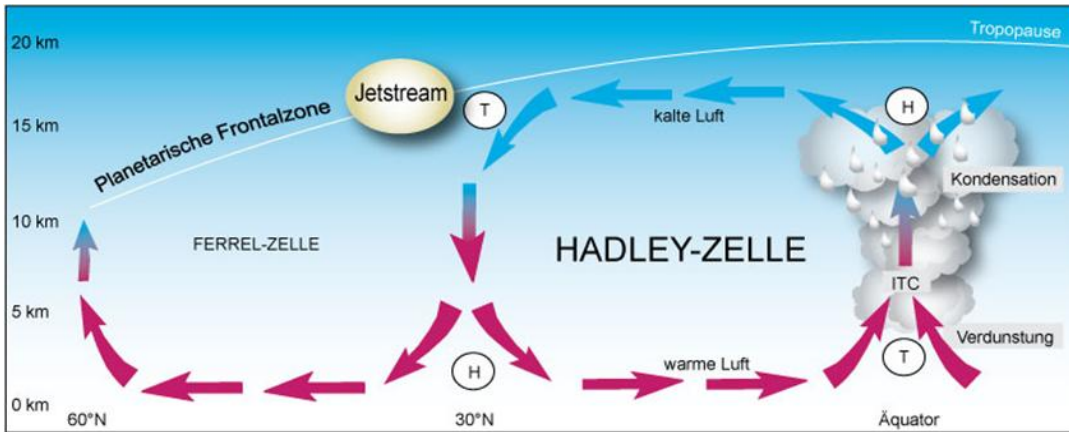 20 km
Tropopause
Jetstream
T
H
kalte Luft
15 km
Planetarische Frontalzone
Kondensation
10 km
FERREL-ZELLE
HADLEY-ZELLE
ITC
5 km
Verdunstung
H
warme Luft
T
0 km
60°N
30°N
Äquator